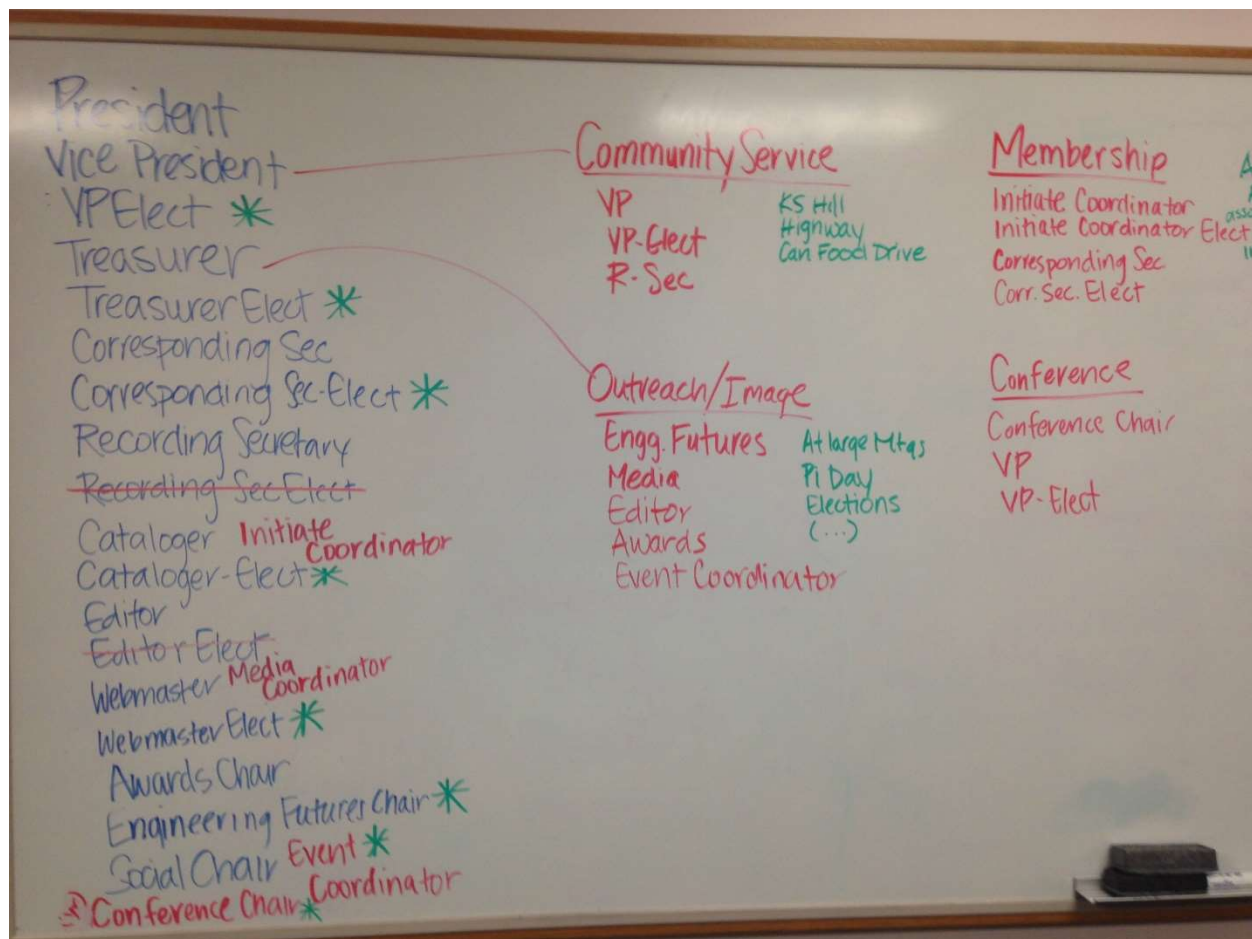 President
Vice President
VP Elect *
Treasurer
Treasurer Elect *
Corresponding Sec
Corresponding Sec-Elect *
Recording Secretary
Recording Sec Elect
Cataloger Initiate Coordinator
Cataloger-Elect *
Editor
Editor Elect
Webmaster Media Coordinator
Webmaster Elect *
Awards Chair
Engineering Futures Chair *
Social Chair Event * Coordinator
Conference Chair *
Community Service
VP
VP-Elect
R-Sec
KS Hill
Highway
Can Food Drive
Outreach/Image
Engg. Futures
Media
Editor
Awards
Event Coordinator
At large Mtgs
Pi Day
Elections
(...)
Membership
Initiate Coordinator
Initiate Coordinator Elect
Corresponding Sec
Corr. Sec. Elect
Conference
Conference Chair
VP
VP-Elect